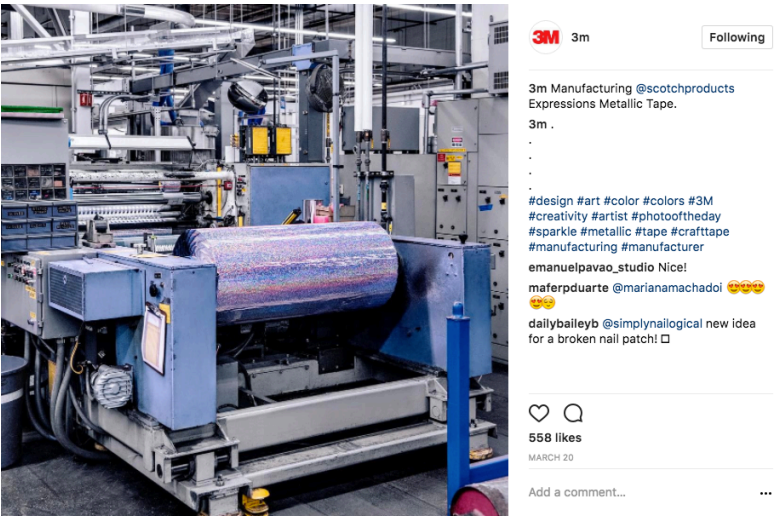 3M
3m
Following
3m Manufacturing @scotchproducts
Expressions Metallic Tape.
3m .
.
.
.
.
#design #art #color #colors #3M
#creativity #artist #photooftheday
#sparkle #metallic #tape #crafttape
#manufacturing #manufacturer
emanuelpavao_studio Nice!
maferpduarte @marianamachadoi 😍😍😍
😍😌
dailybaileyb @simplynailogical new idea
for a broken nail patch! □
558 likes
MARCH 20
Add a comment...